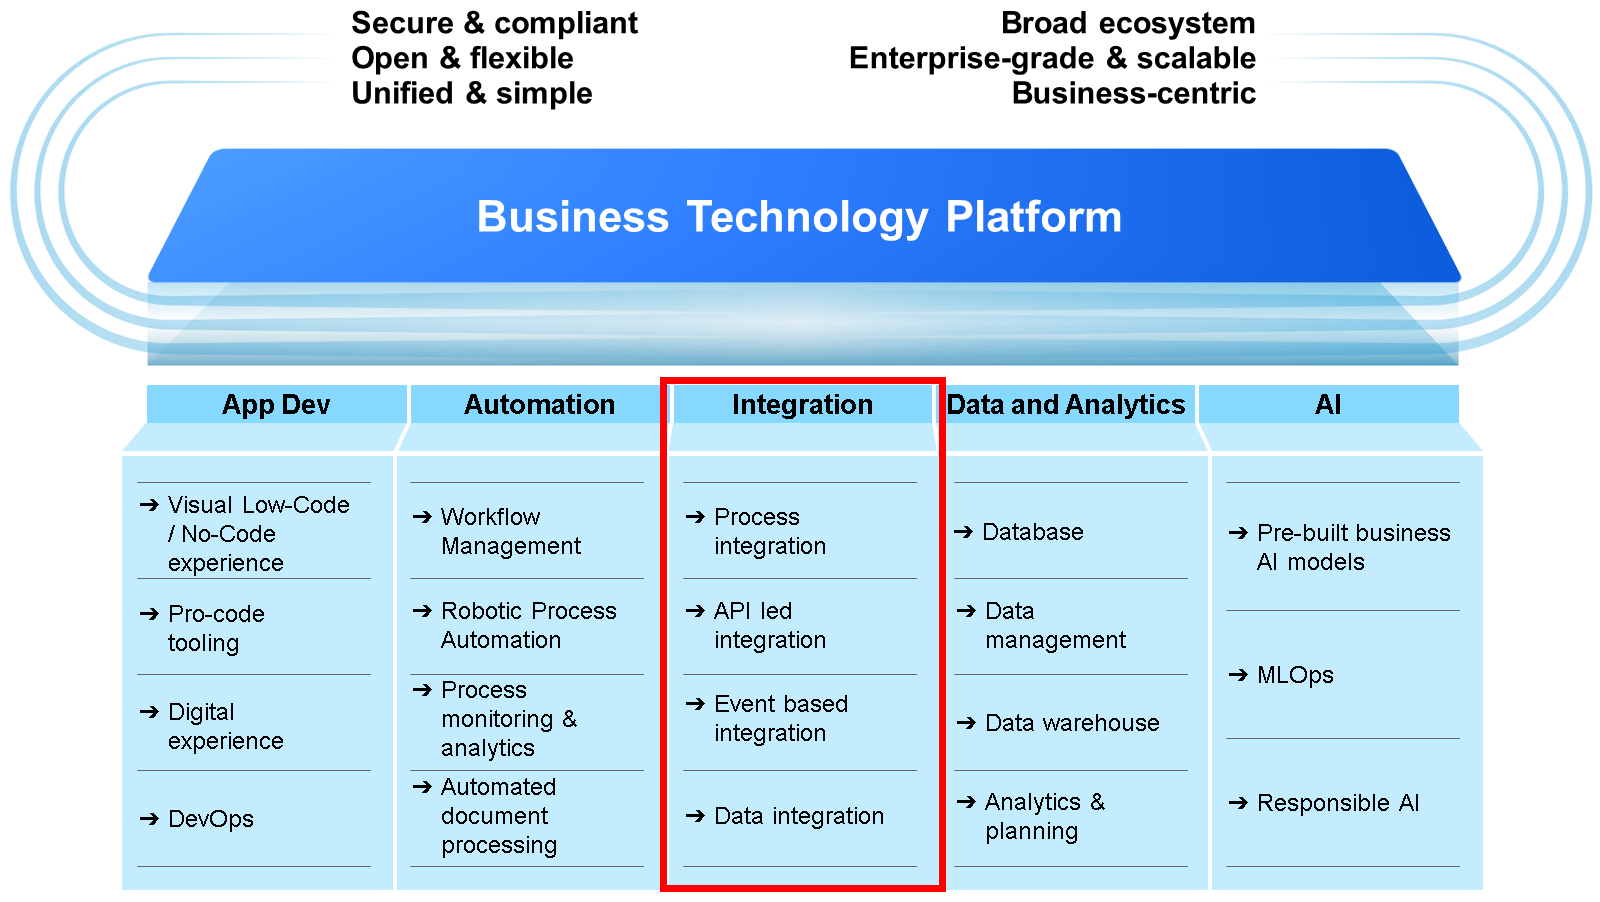 Secure & compliant
Open & flexible
Unified & simple
Broad ecosystem
Enterprise-grade & scalable
Business-centric
Business Technology Platform
App Dev
➔ Visual Low-Code
/ No-Code
experience
➔ Pro-code
tooling
➔ Digital
experience
➔ DevOps
Automation
➔ Workflow
Management
➔ Robotic Process
Automation
➔ Process
monitoring &
analytics
➔ Automated
document
processing
Integration
➔ Process
integration
➔ API led
integration
➔ Event based
integration
➔ Data integration
Data and Analytics
➔ Database
➔ Data
management
➔ Data warehouse
➔ Analytics &
planning
AI
➔ Pre-built business
AI models
➔ MLOps
➔ Responsible AI